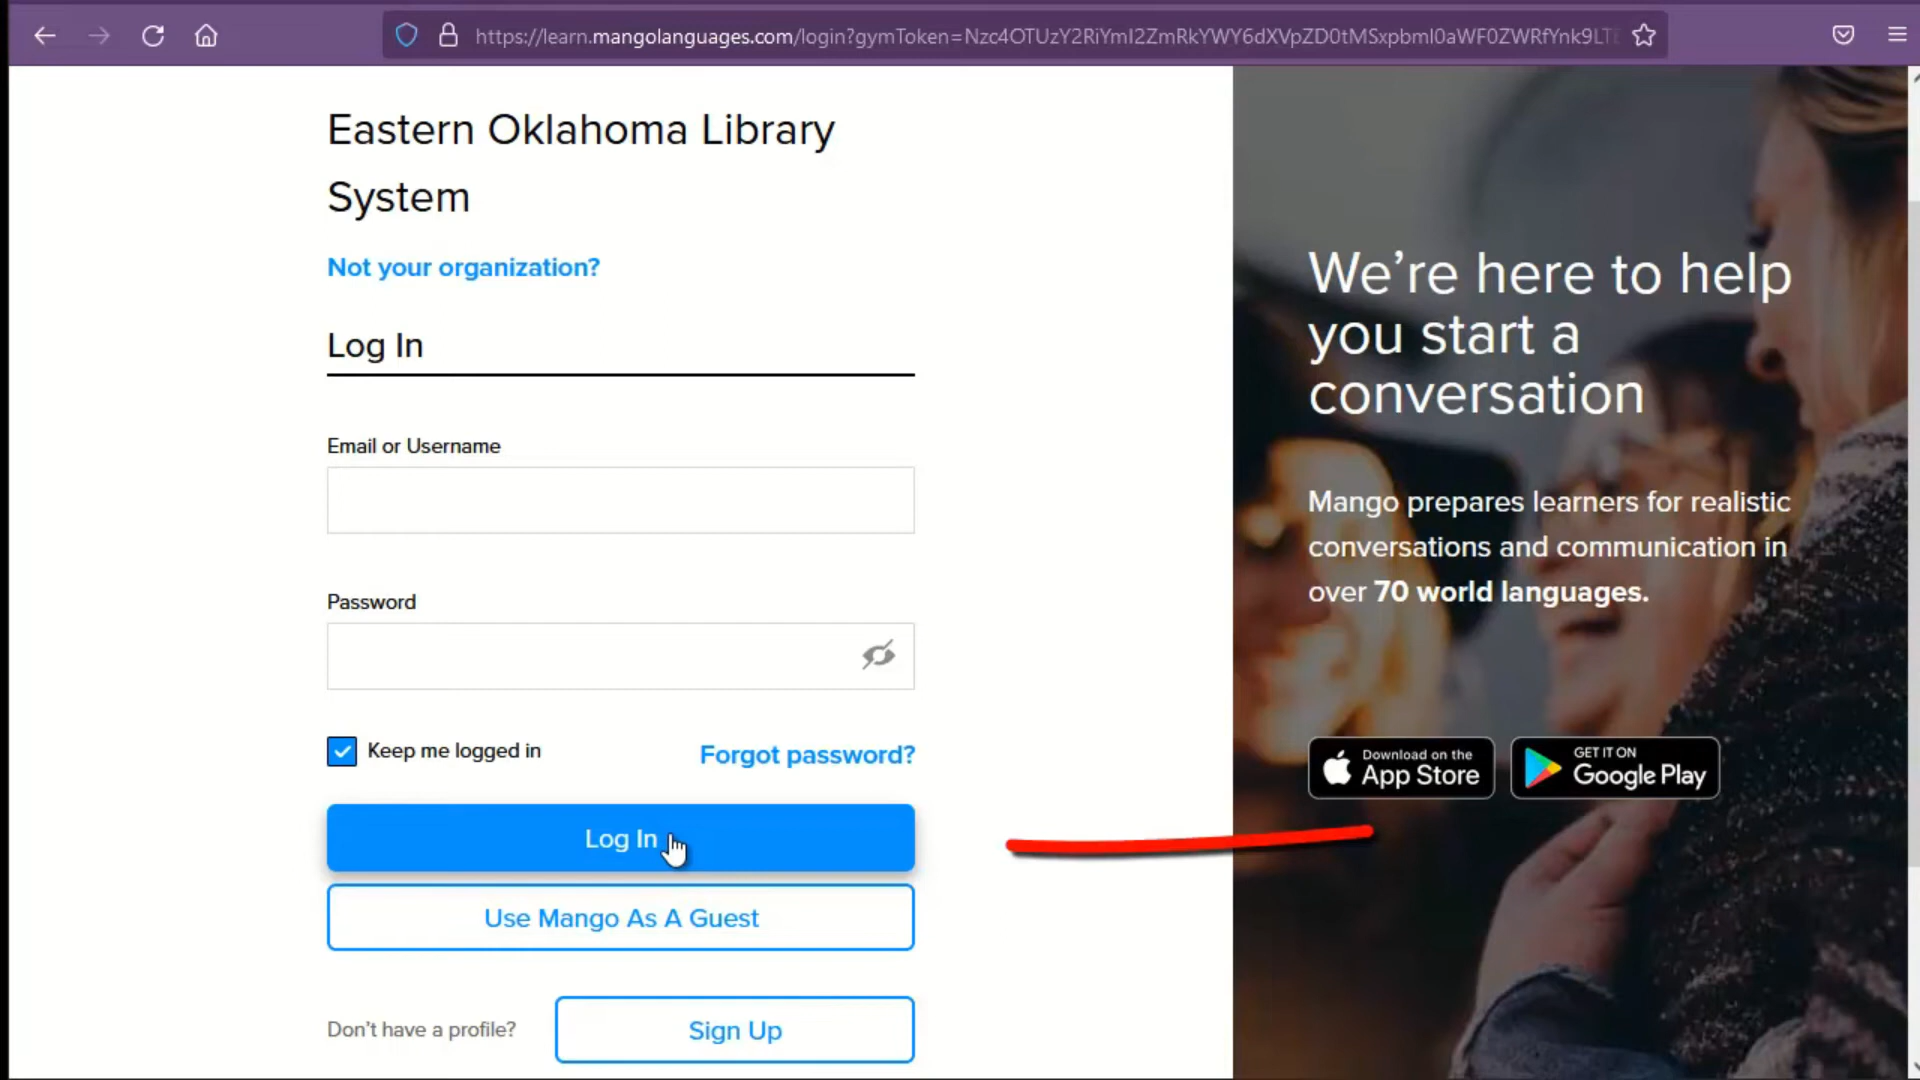 https://learn.mangolanguages.com/login?gymToken=
Eastern Oklahoma Library
System
Not your organization?
Log In
Email or Username
Password
Keep me logged in
Forgot password?
Log In
Use Mango As A Guest
Don't have a profile?
Sign Up
We're here to help
you start a
conversation
Mango prepares learners for realistic
conversations and communication in
over 70 world languages.
Download on the
App Store
GET IT ON
Google Play